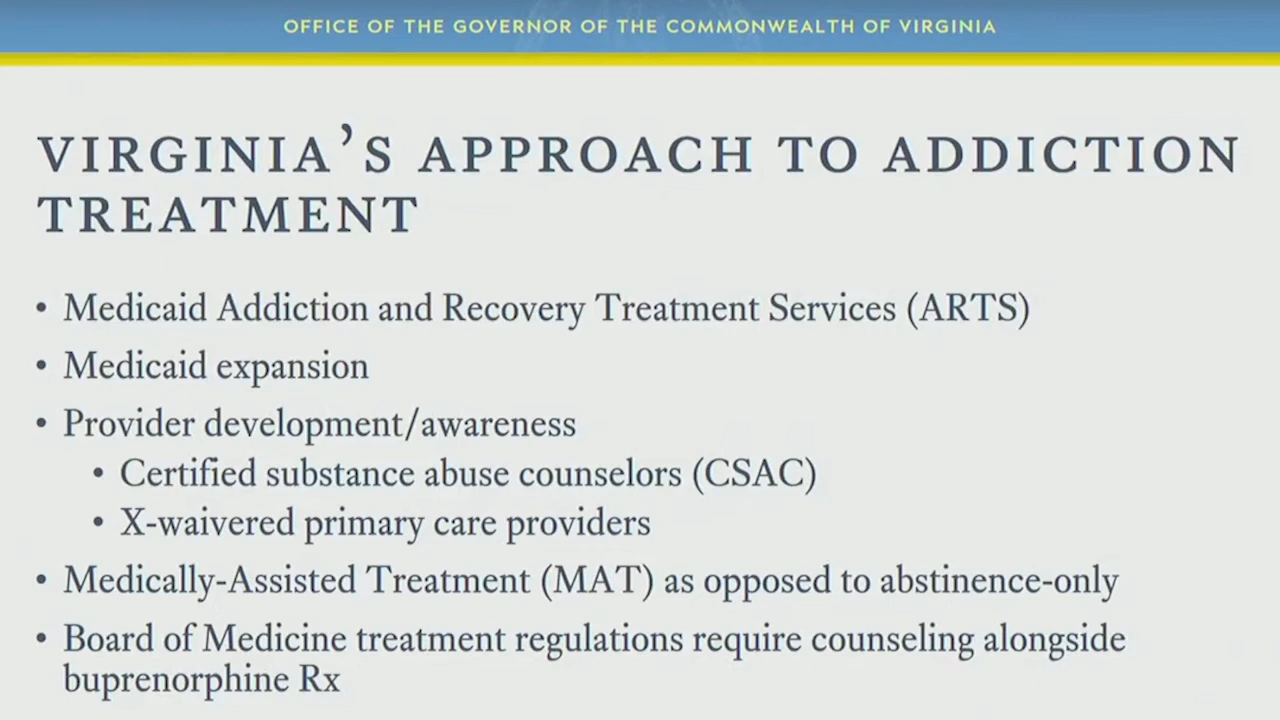 OFFICE OF THE GOVERNOR OF THE COMMONWEALTH OF VIRGINIA
VIRGINIA’S APPROACH TO ADDICTION
TREATMENT
• Medicaid Addiction and Recovery Treatment Services (ARTS)
• Medicaid expansion
• Provider development/awareness
• Certified substance abuse counselors (CSAC)
• X-waivered primary care providers
• Medically-Assisted Treatment (MAT) as opposed to abstinence-only
• Board of Medicine treatment regulations require counseling alongside
buprenorphine Rx